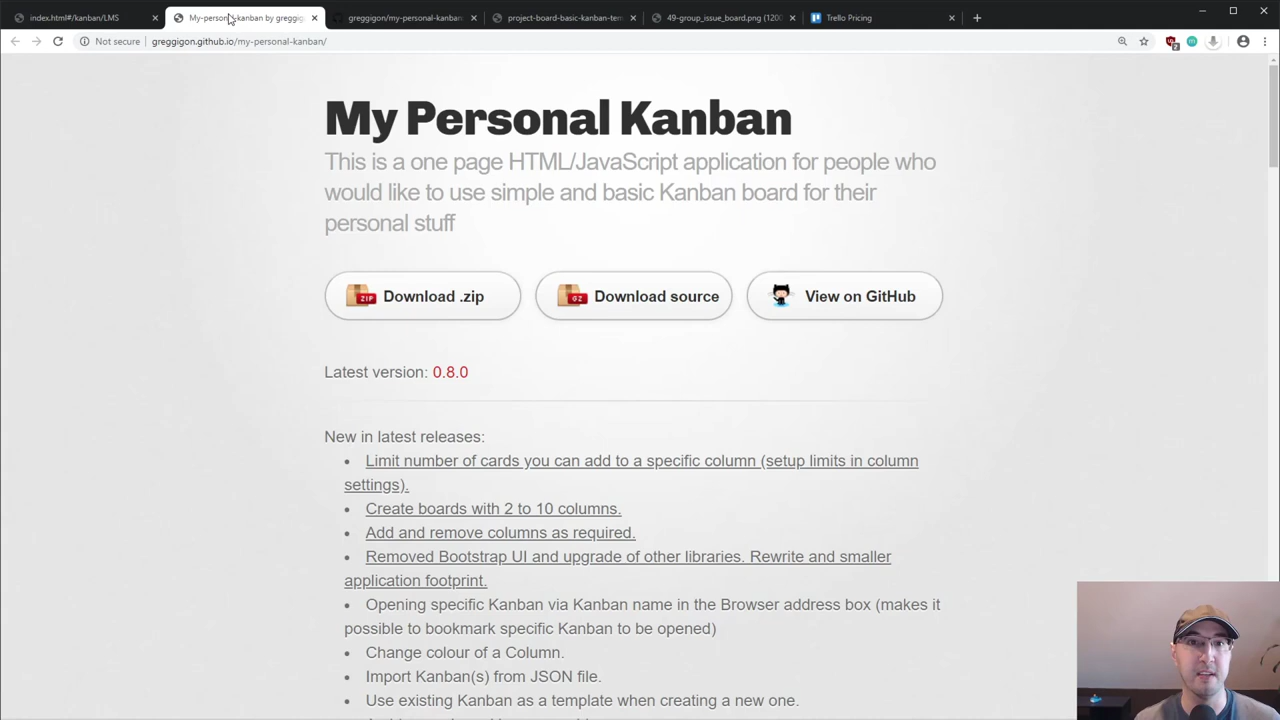 index.html#/kanban/LMS
My-personal-kanban by greggig
greggigon/my-personal-kanban
project-board-basic-kanban-tem
49-group_issue_board.png (1200
Trello Pricing
Not secure greggigon.github.io/my-personal-kanban/
2
My Personal Kanban
This is a one page HTML/JavaScript application for people who
would like to use simple and basic Kanban board for their
personal stuff
ZIP Download .zip
GZ Download source
View on GitHub
Latest version: 0.8.0
New in latest releases:
Limit number of cards you can add to a specific column (setup limits in column
settings).
Create boards with 2 to 10 columns.
Add and remove columns as required.
Removed Bootstrap UI and upgrade of other libraries. Rewrite and smaller
application footprint.
Opening specific Kanban via Kanban name in the Browser address box (makes it
possible to bookmark specific Kanban to be opened)
Change colour of a Column.
Import Kanban(s) from JSON file.
Use existing Kanban as a template when creating a new one.